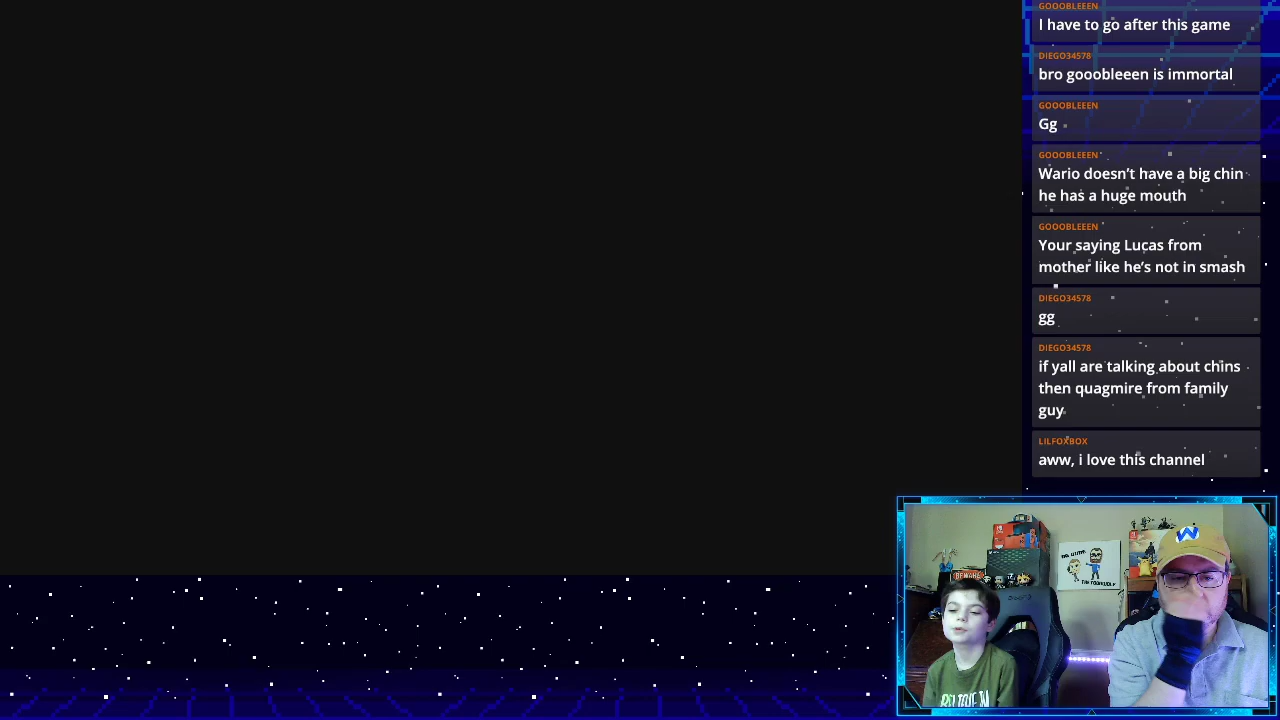 GOOOBLEEEN
I have to go after this game
DIEGO34578
bro gooobleeen is immortal
GOOOBLEEEN
Gg
GOOOBLEEEN
Wario doesn't have a big chin
he has a huge mouth
GOOOBLEEEN
Your saying Lucas from
mother like he's not in smash
DIEGO34578
gg
DIEGO34578
if yall are talking about chins
then quagmire from family
guy
LILFOXBOX
aww, i love this channel
BEWARE
W